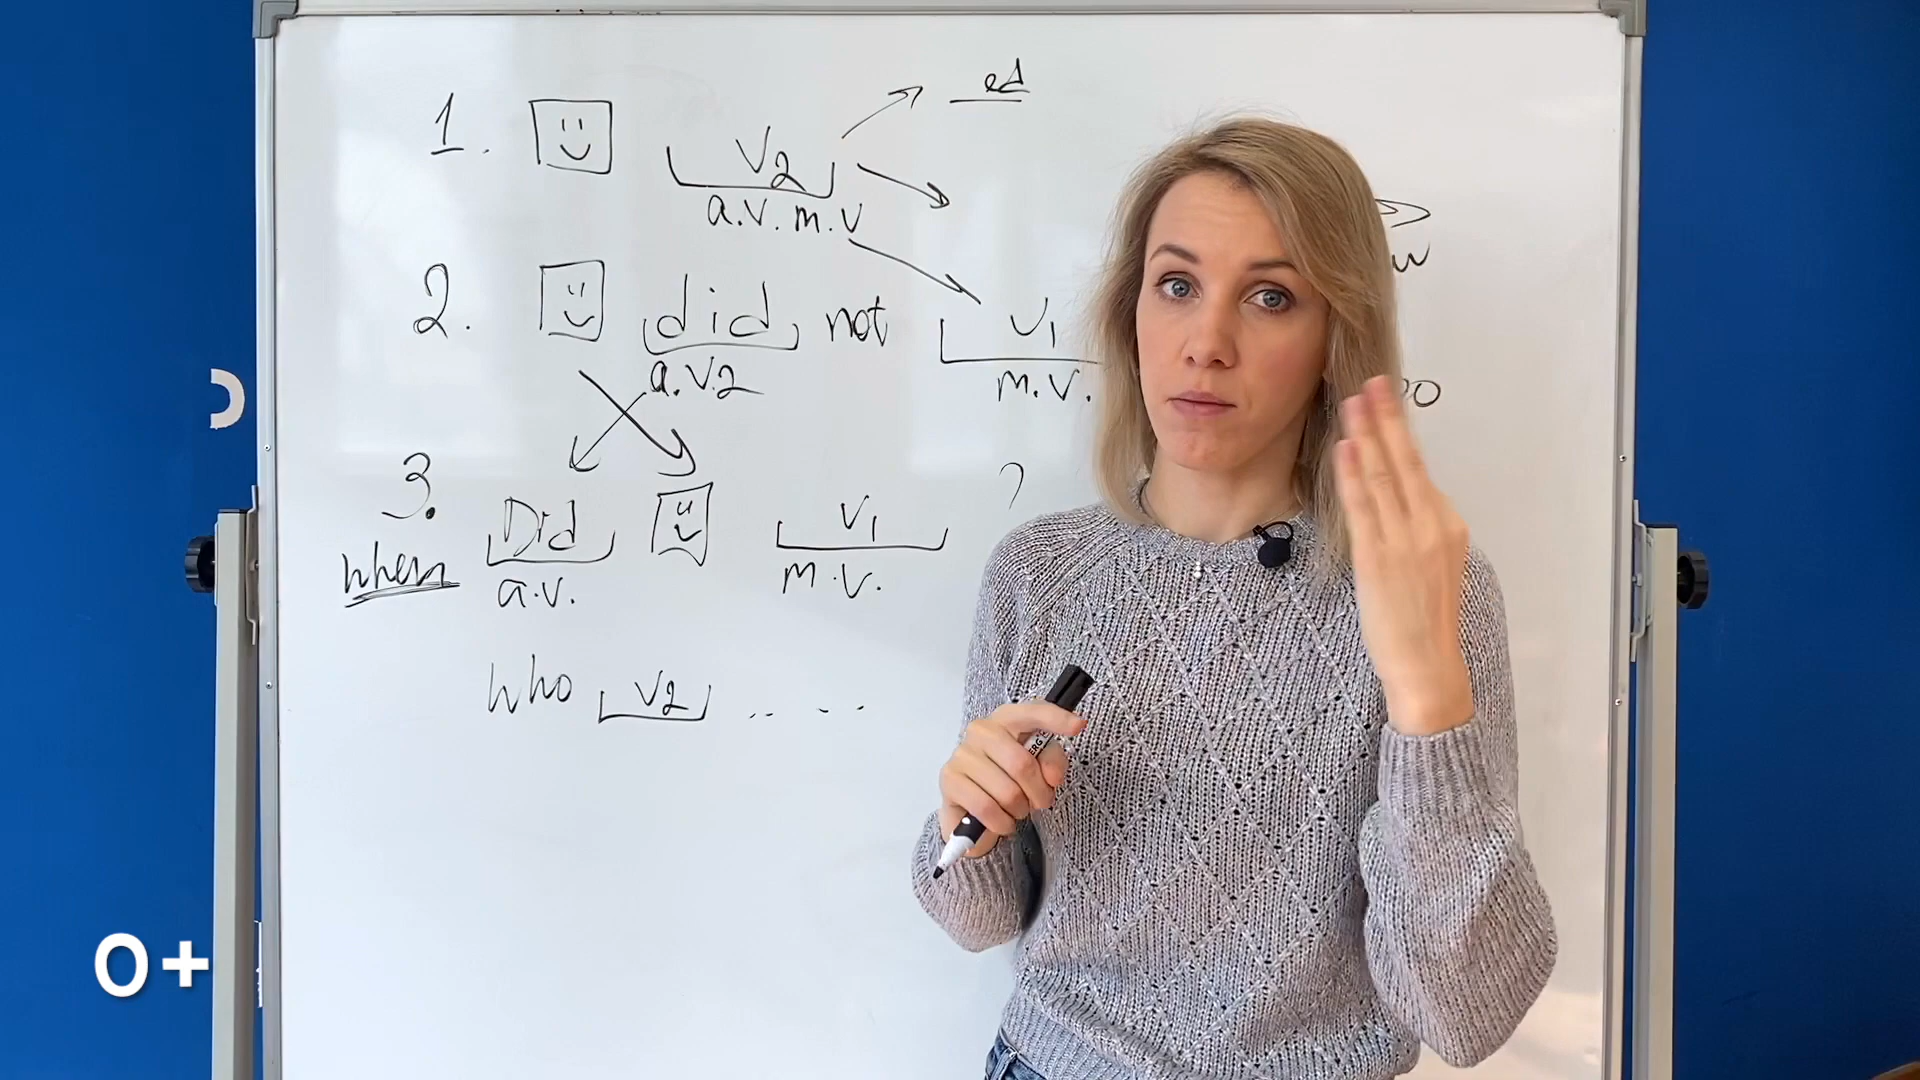 ed
1. V2
a.v. m.v
2. did not V1
a.v.2 m.v.
3. Did V1 ?
when a.v. m.v.
who V2 .. ...
0+